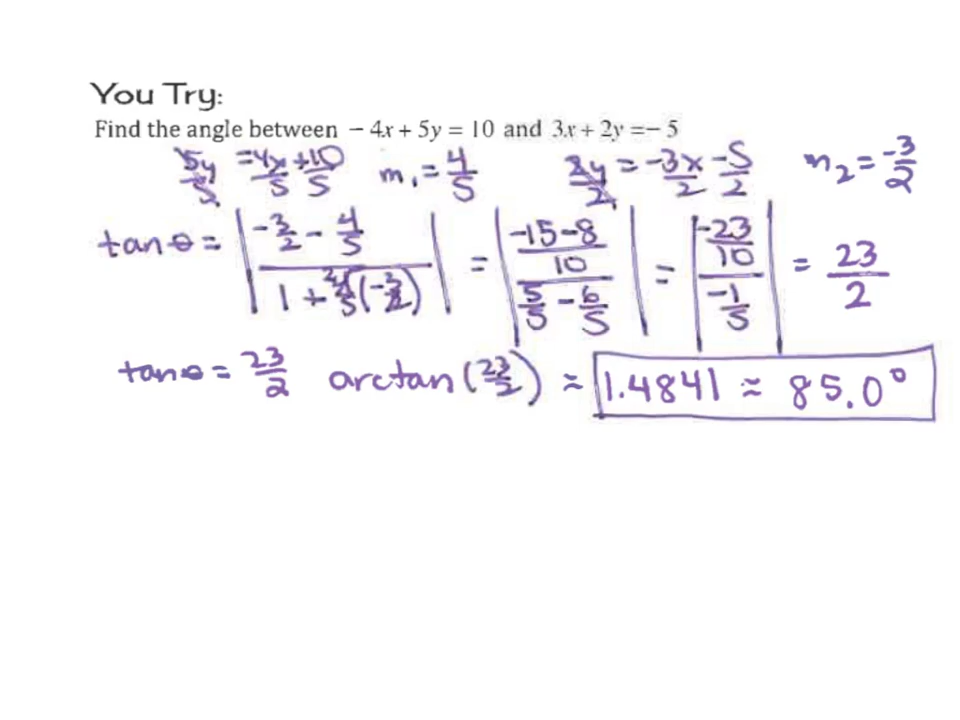 You Try:
Find the angle between − 4x + 5y = 10 and 3x + 2y = − 5
5y/5 = 4x/5 + 10/5 m₁ = 4/5 2y/2 = -3x/2 - 5/2 m₂ = -3/2
tan θ = | (-3/2 - 4/5) / (1 + 4/5(-3/2)) | = | ((-15-8)/10) / (5/5 - 6/5) | = | (-23/10) / (-1/5) | = 23/2
tan θ = 23/2 arctan (23/2) ≈ 1.4841 ≈ 85.0°